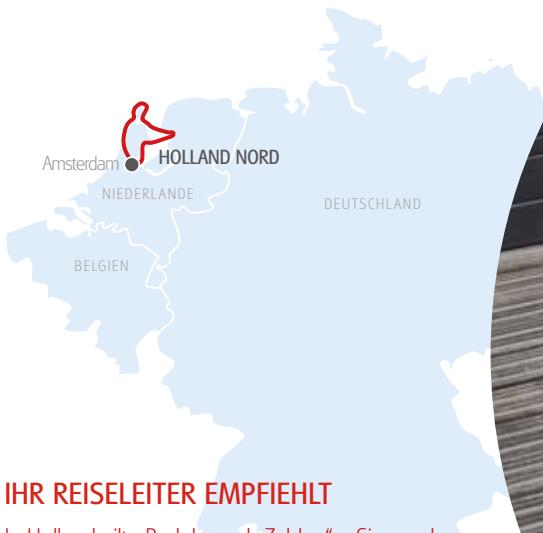 HOLLAND NORD
Amsterdam
NIEDERLANDE
DEUTSCHLAND
BELGIEN
IHR REISELEITER EMPFIEHLT